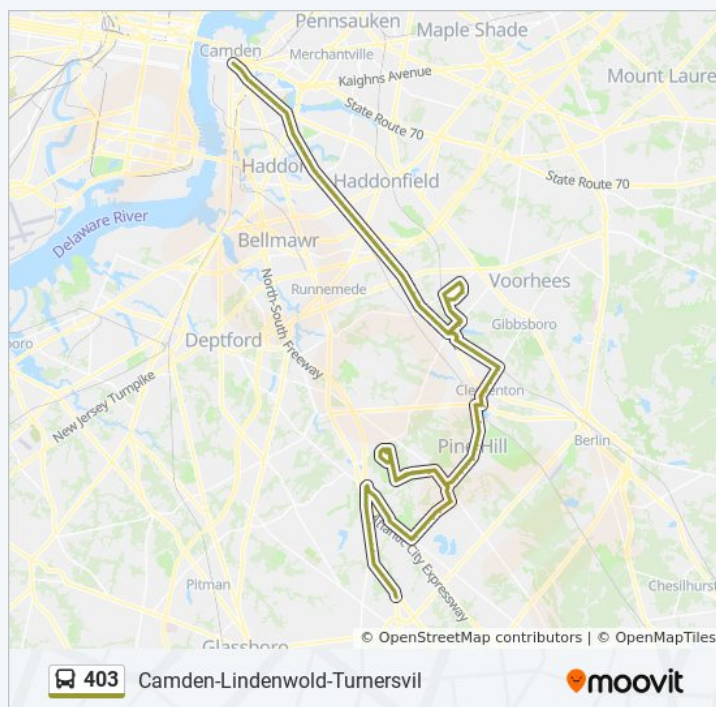 Pennsauken
Maple Shade
Camden
Merchantville
Kaighns Avenue
Mount Laure
State Route 70
Haddon
Haddonfield
State Route 70
Delaware River
Bellmawr
Voorhees
North-South Freeway
Runnemede
Gibbsboro
Deptford
New Jersey Turnpike
Clementon
Pine Hill
Berlin
Atlantic City Expressway
Pitman
Chesilhurst
Glassboro
© OpenStreetMap contributors | © OpenMapTiles
403 Camden-Lindenwold-Turnersvil
moovit